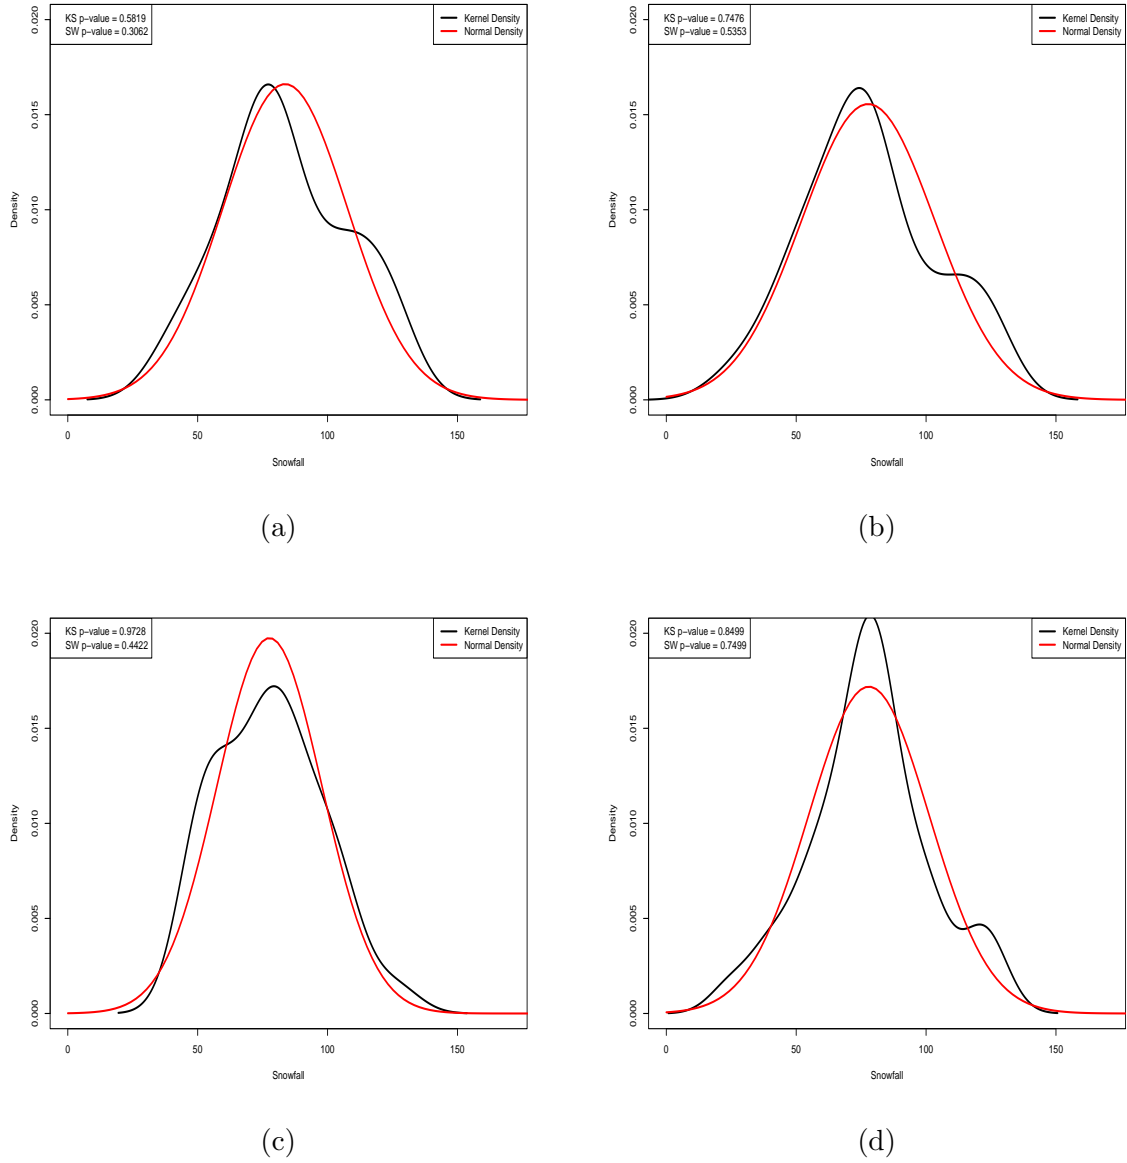 KS p-value = 0.5819
SW p-value = 0.3062
Kernel Density
Normal Density
0.020
0.015
0.010
0.005
0.000
Density
0 50 100 150
Snowfall
(a)
KS p-value = 0.7476
SW p-value = 0.5353
Kernel Density
Normal Density
0.020
0.015
0.010
0.005
0.000
Density
0 50 100 150
Snowfall
(b)
KS p-value = 0.9728
SW p-value = 0.4422
Kernel Density
Normal Density
0.020
0.015
0.010
0.005
0.000
Density
0 50 100 150
Snowfall
(c)
KS p-value = 0.8499
SW p-value = 0.7499
Kernel Density
Normal Density
0.020
0.015
0.010
0.005
0.000
Density
0 50 100 150
Snowfall
(d)